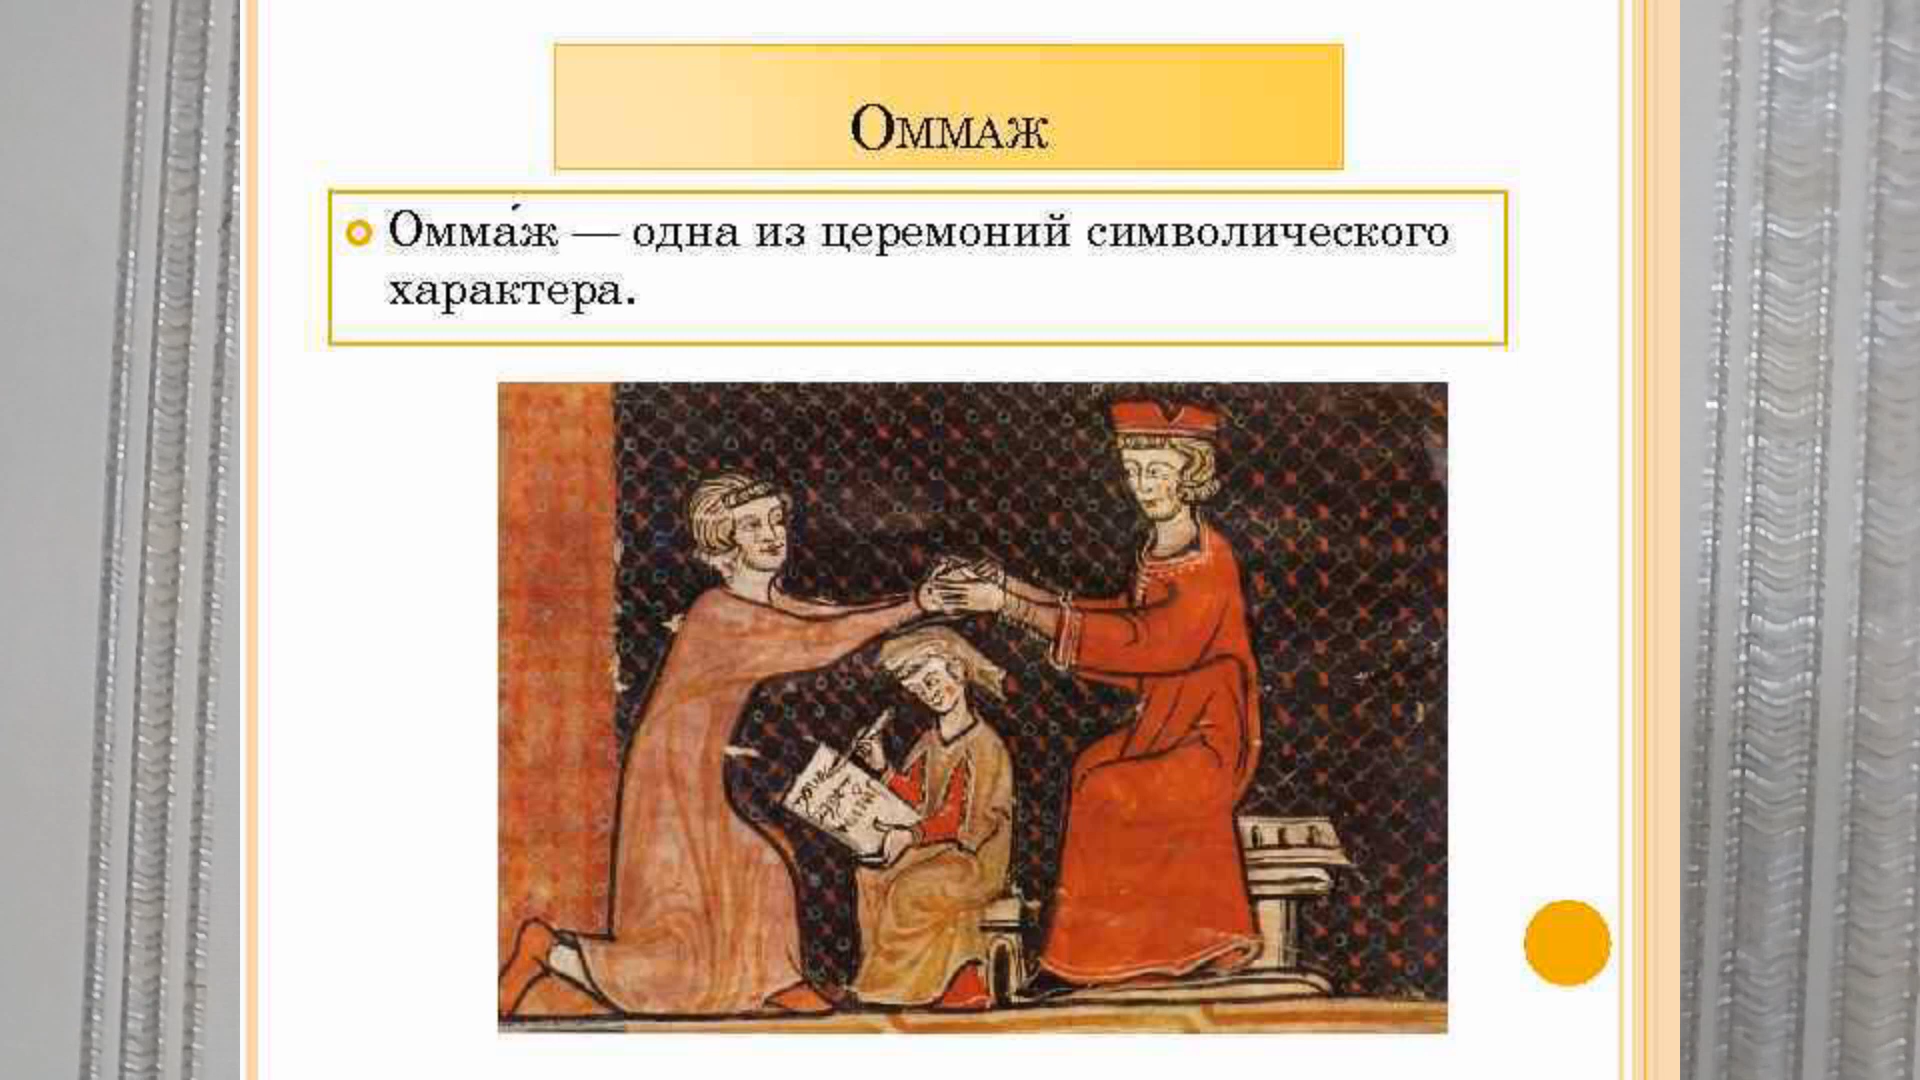 Оммаж
Омма́ж — одна из церемоний символического
характера.